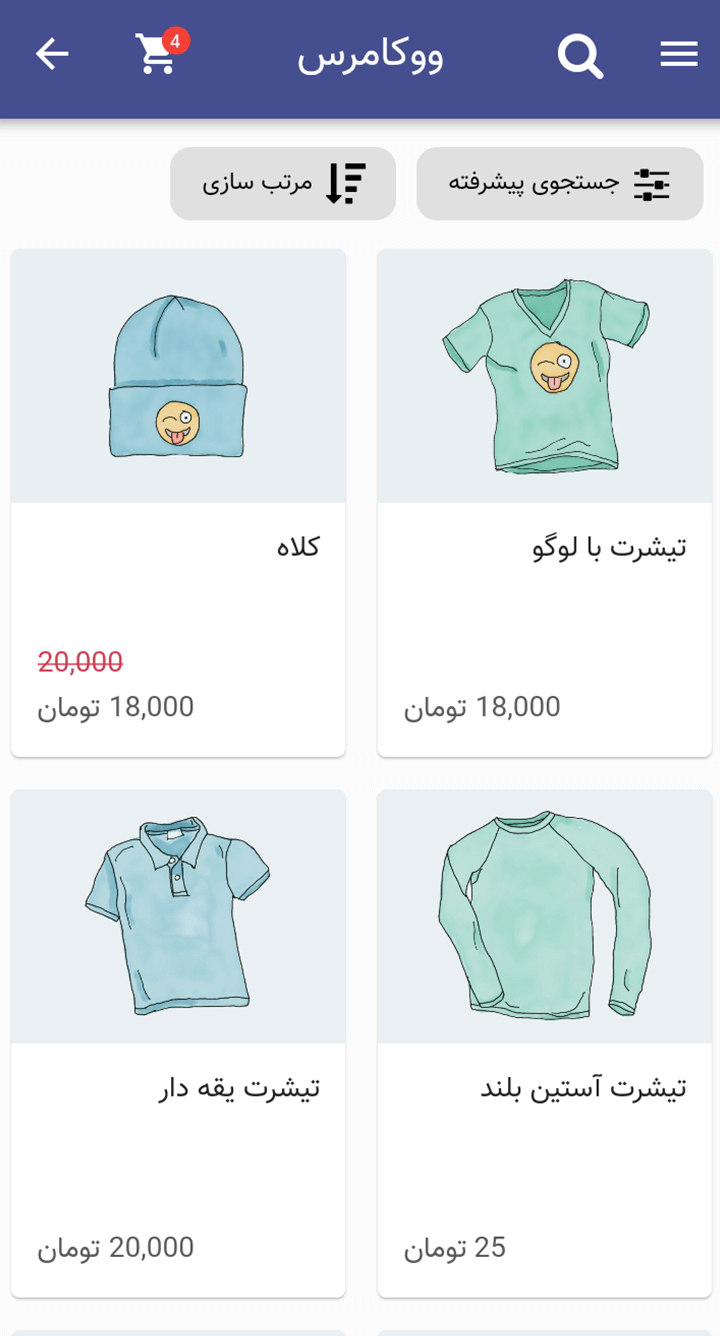 ووکامرس
4
جستجوی پیشرفته
مرتب سازی
تیشرت با لوگو
18,000 تومان
کلاه
20,000
18,000 تومان
تیشرت آستین بلند
25 تومان
تیشرت یقه دار
20,000 تومان